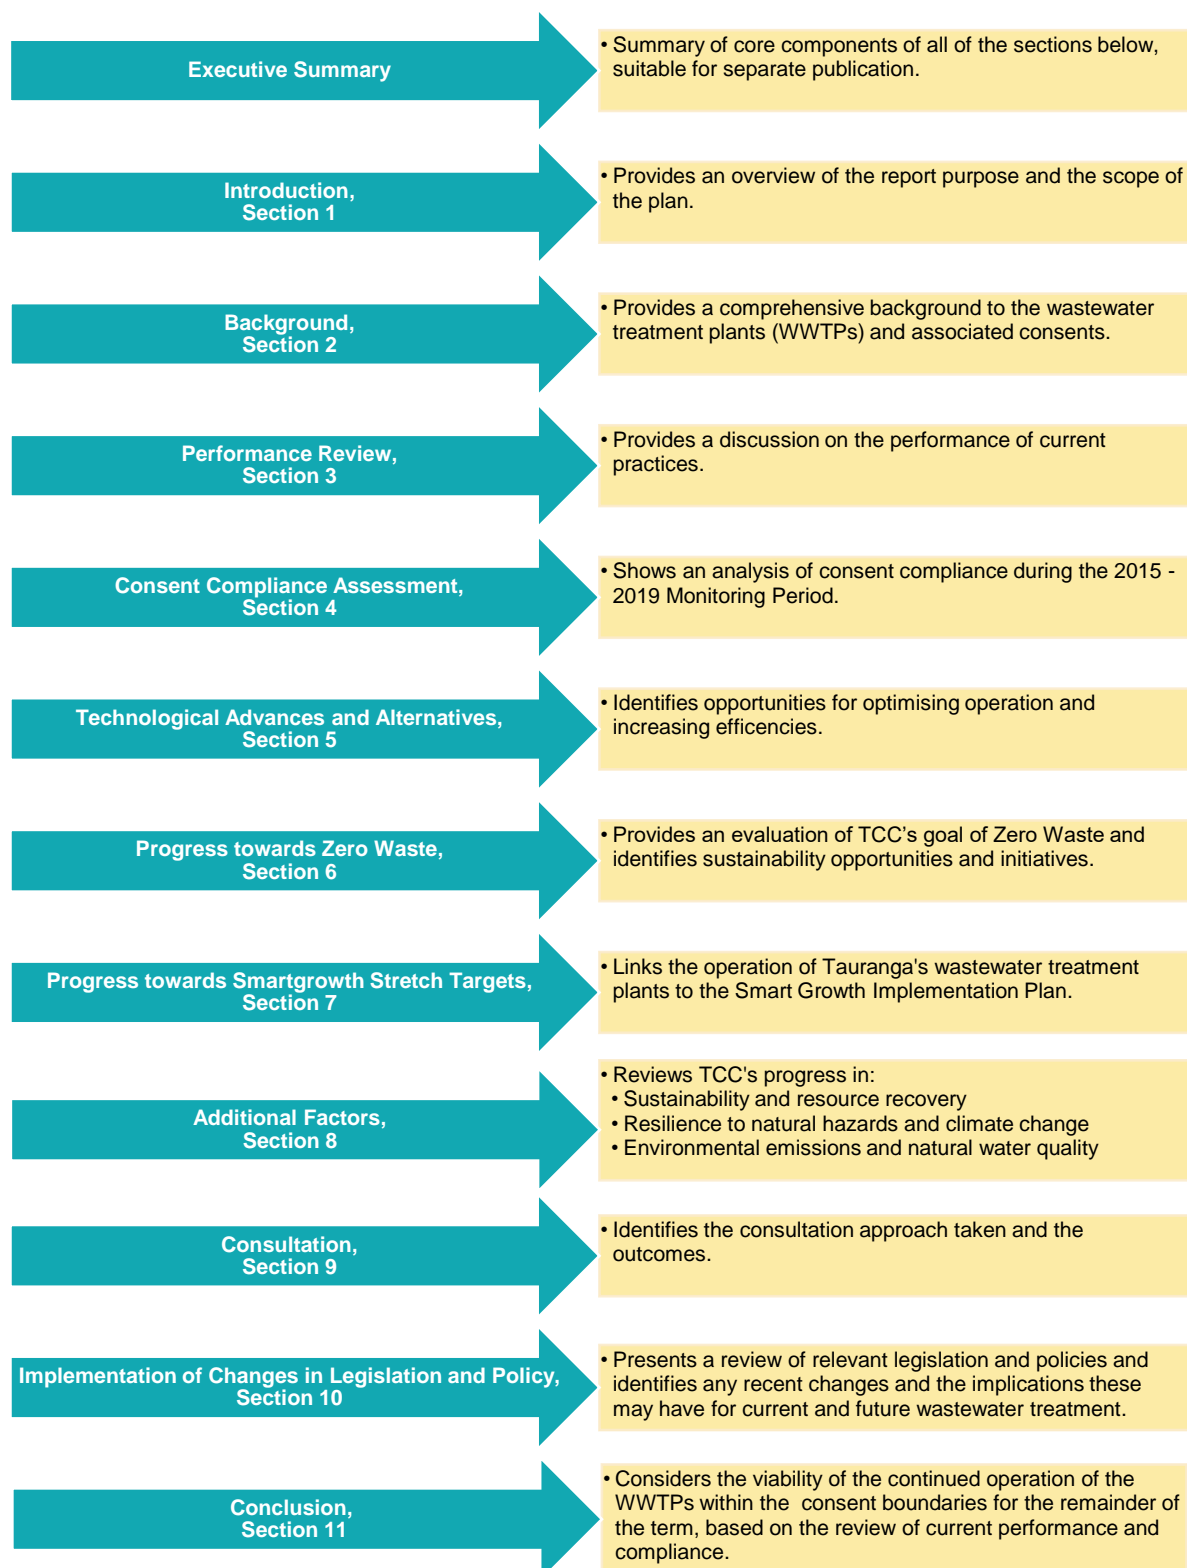 Executive Summary
• Summary of core components of all of the sections below,
suitable for separate publication.
Introduction,
Section 1
• Provides an overview of the report purpose and the scope of
the plan.
Background,
Section 2
• Provides a comprehensive background to the wastewater
treatment plants (WWTPs) and associated consents.
Performance Review,
Section 3
• Provides a discussion on the performance of current
practices.
Consent Compliance Assessment,
Section 4
• Shows an analysis of consent compliance during the 2015 -
2019 Monitoring Period.
Technological Advances and Alternatives,
Section 5
• Identifies opportunities for optimising operation and
increasing efficencies.
Progress towards Zero Waste,
Section 6
• Provides an evaluation of TCC’s goal of Zero Waste and
identifies sustainability opportunities and initiatives.
Progress towards Smartgrowth Stretch Targets,
Section 7
• Links the operation of Tauranga's wastewater treatment
plants to the Smart Growth Implementation Plan.
Additional Factors,
Section 8
• Reviews TCC's progress in:
• Sustainability and resource recovery
• Resilience to natural hazards and climate change
• Environmental emissions and natural water quality
Consultation,
Section 9
• Identifies the consultation approach taken and the
outcomes.
Implementation of Changes in Legislation and Policy,
Section 10
• Presents a review of relevant legislation and policies and
identifies any recent changes and the implications these
may have for current and future wastewater treatment.
Conclusion,
Section 11
• Considers the viability of the continued operation of the
WWTPs within the consent boundaries for the remainder of
the term, based on the review of current performance and
compliance.